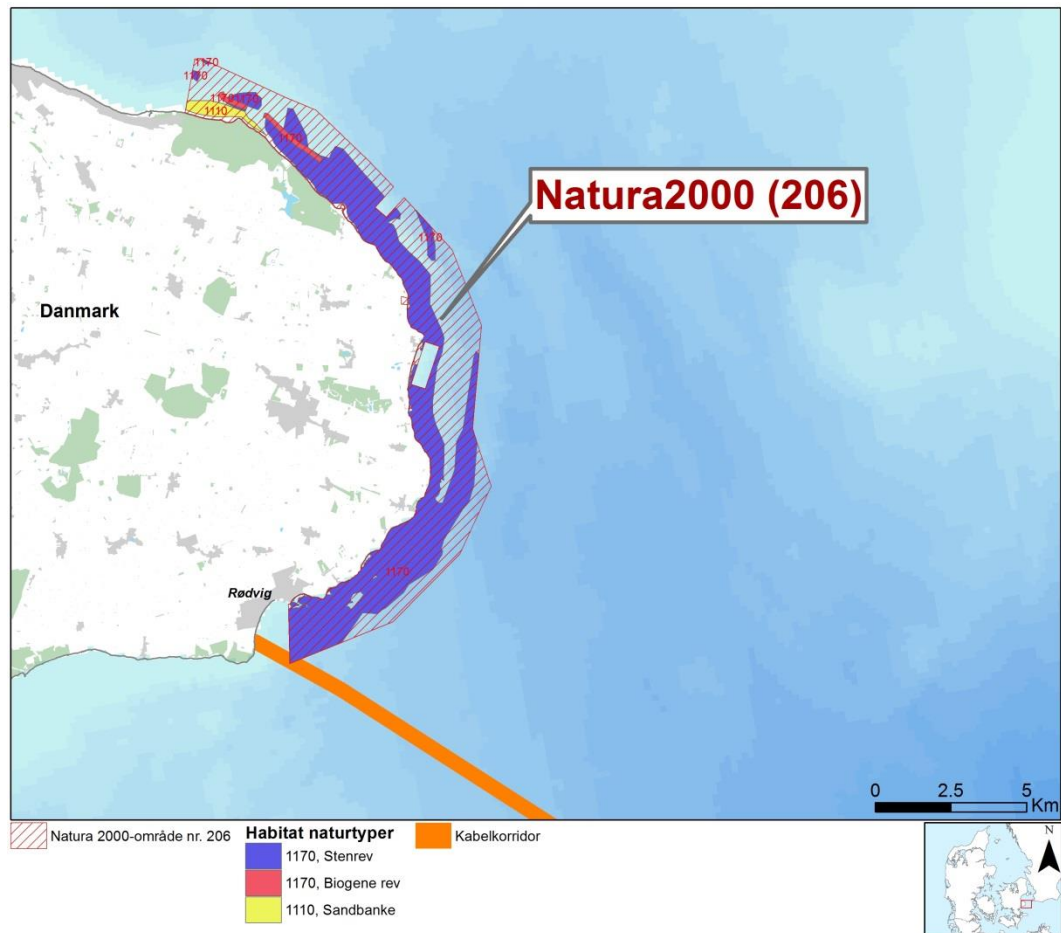 1170
1170
1170
1170
1110
1170
Natura2000 (206)
1170
Danmark
1170
Rødvig
0 2.5 5
Km
Natura 2000-område nr. 206
Habitat naturtyper
1170, Stenrev
1170, Biogene rev
1110, Sandbanke
Kabelkorridor
N